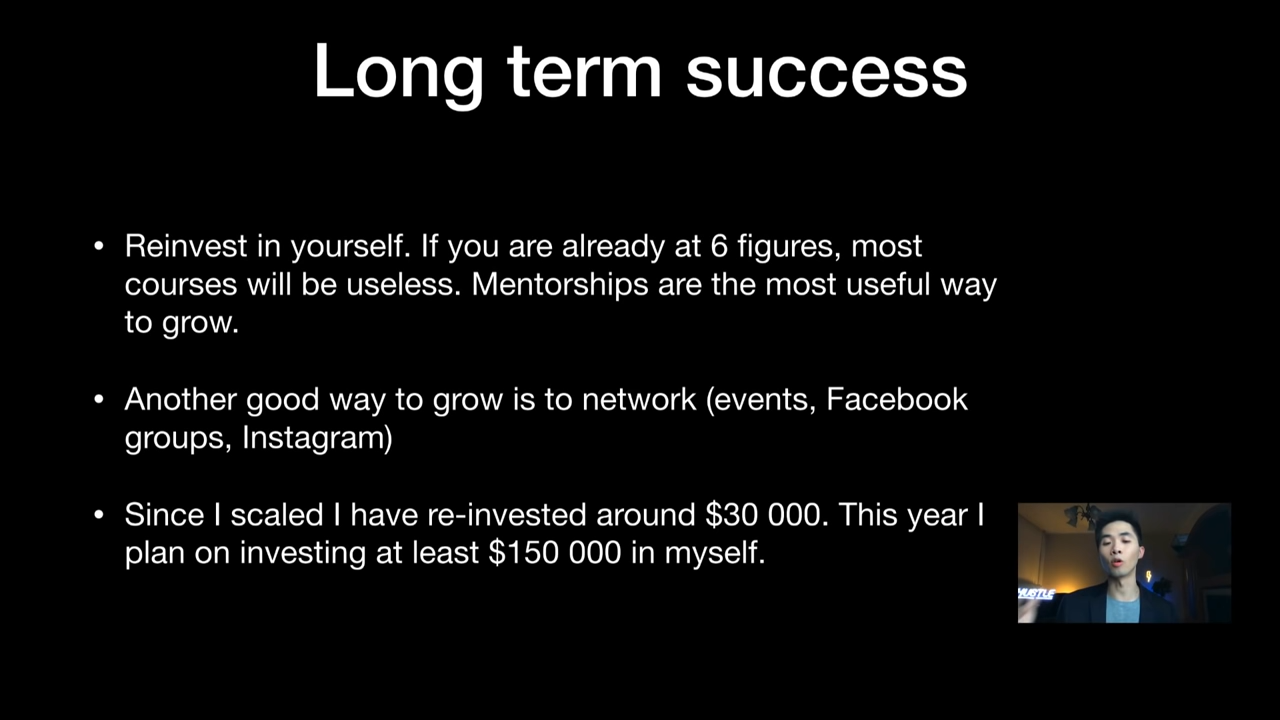 Long term success
• Reinvest in yourself. If you are already at 6 figures, most
courses will be useless. Mentorships are the most useful way
to grow.
• Another good way to grow is to network (events, Facebook
groups, Instagram)
• Since I scaled I have re-invested around $30 000. This year I
plan on investing at least $150 000 in myself.
HUSTLE